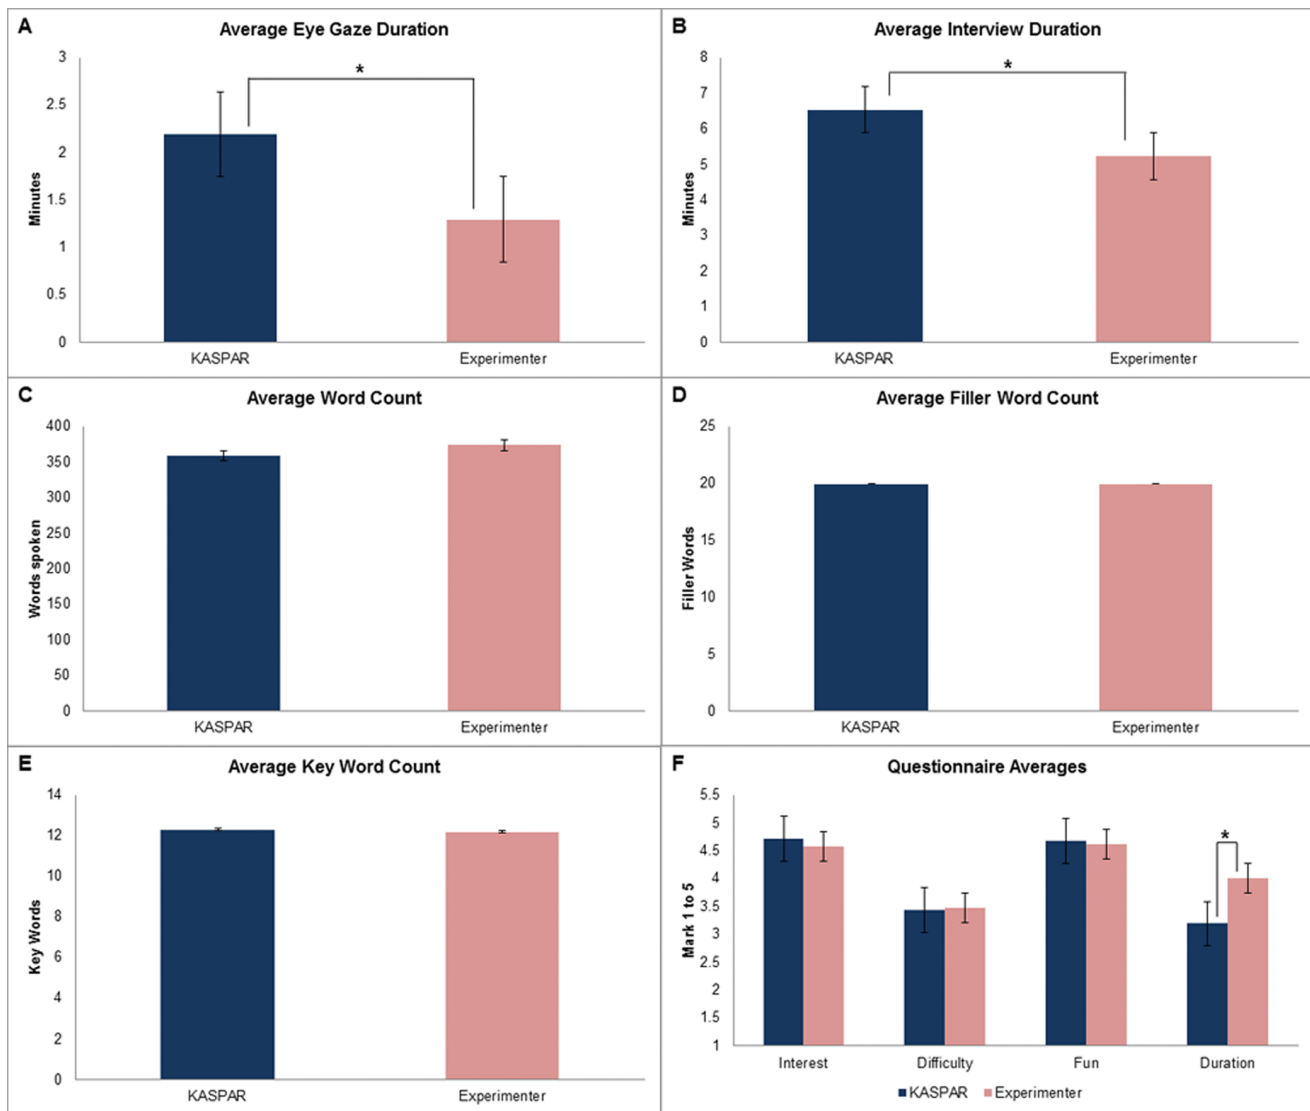 A
Average Eye Gaze Duration
3
2.5
2
1.5
1
0.5
0
Minutes
*
KASPAR Experimenter
B
Average Interview Duration
8
7
6
5
4
3
2
1
0
Minutes
*
KASPAR Experimenter
C
Average Word Count
400
350
300
250
200
150
100
50
0
Words spoken
KASPAR Experimenter
D
Average Filler Word Count
25
20
15
10
5
0
Filler Words
KASPAR Experimenter
E
Average Key Word Count
14
12
10
8
6
4
2
0
Key Words
KASPAR Experimenter
F
Questionnaire Averages
5.5
5
4.5
4
3.5
3
2.5
2
1.5
1
Mark 1 to 5
*
Interest Difficulty Fun Duration
KASPAR Experimenter